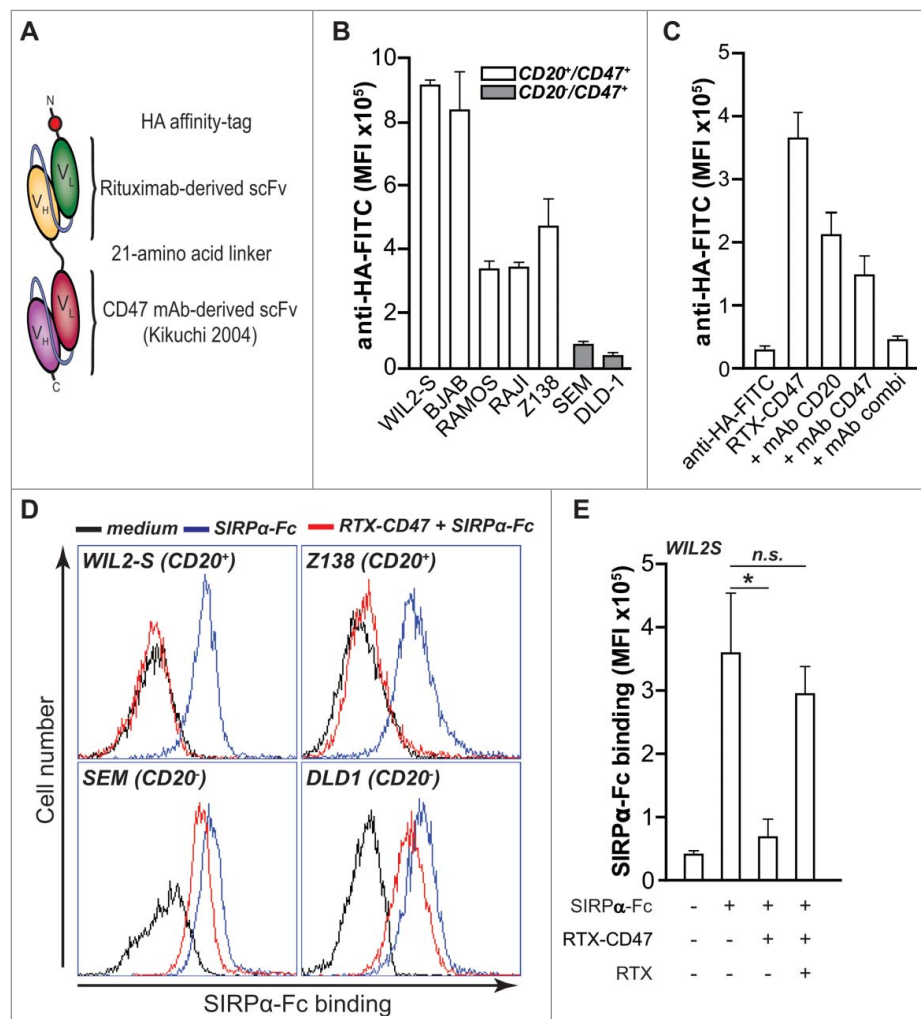 A
N
HA affinity-tag
V_L
V_H
Rituximab-derived scFv
21-amino acid linker
V_L
V_H
CD47 mAb-derived scFv
(Kikuchi 2004)
C
B
anti-HA-FITC (MFI x10⁵)
10
8
6
4
2
0
CD20⁺/CD47⁺
CD20⁻/CD47⁺
WIL2-S
BJAB
RAMOS
RAJI
Z138
SEM
DLD-1
C
anti-HA-FITC (MFI x10⁵)
5
4
3
2
1
0
anti-HA-FITC
RTX-CD47
+ mAb CD20
+ mAb CD47
+ mAb combi
D
medium SIRPα-Fc RTX-CD47 + SIRPα-Fc
WIL2-S (CD20⁺)
Z138 (CD20⁺)
SEM (CD20⁻)
DLD1 (CD20⁻)
Cell number
SIRPα-Fc binding
E
WIL2S
n.s.
*
SIRPα-Fc binding (MFI x10⁵)
5
4
3
2
1
0
SIRPα-Fc - + + +
RTX-CD47 - - + +
RTX - - - +